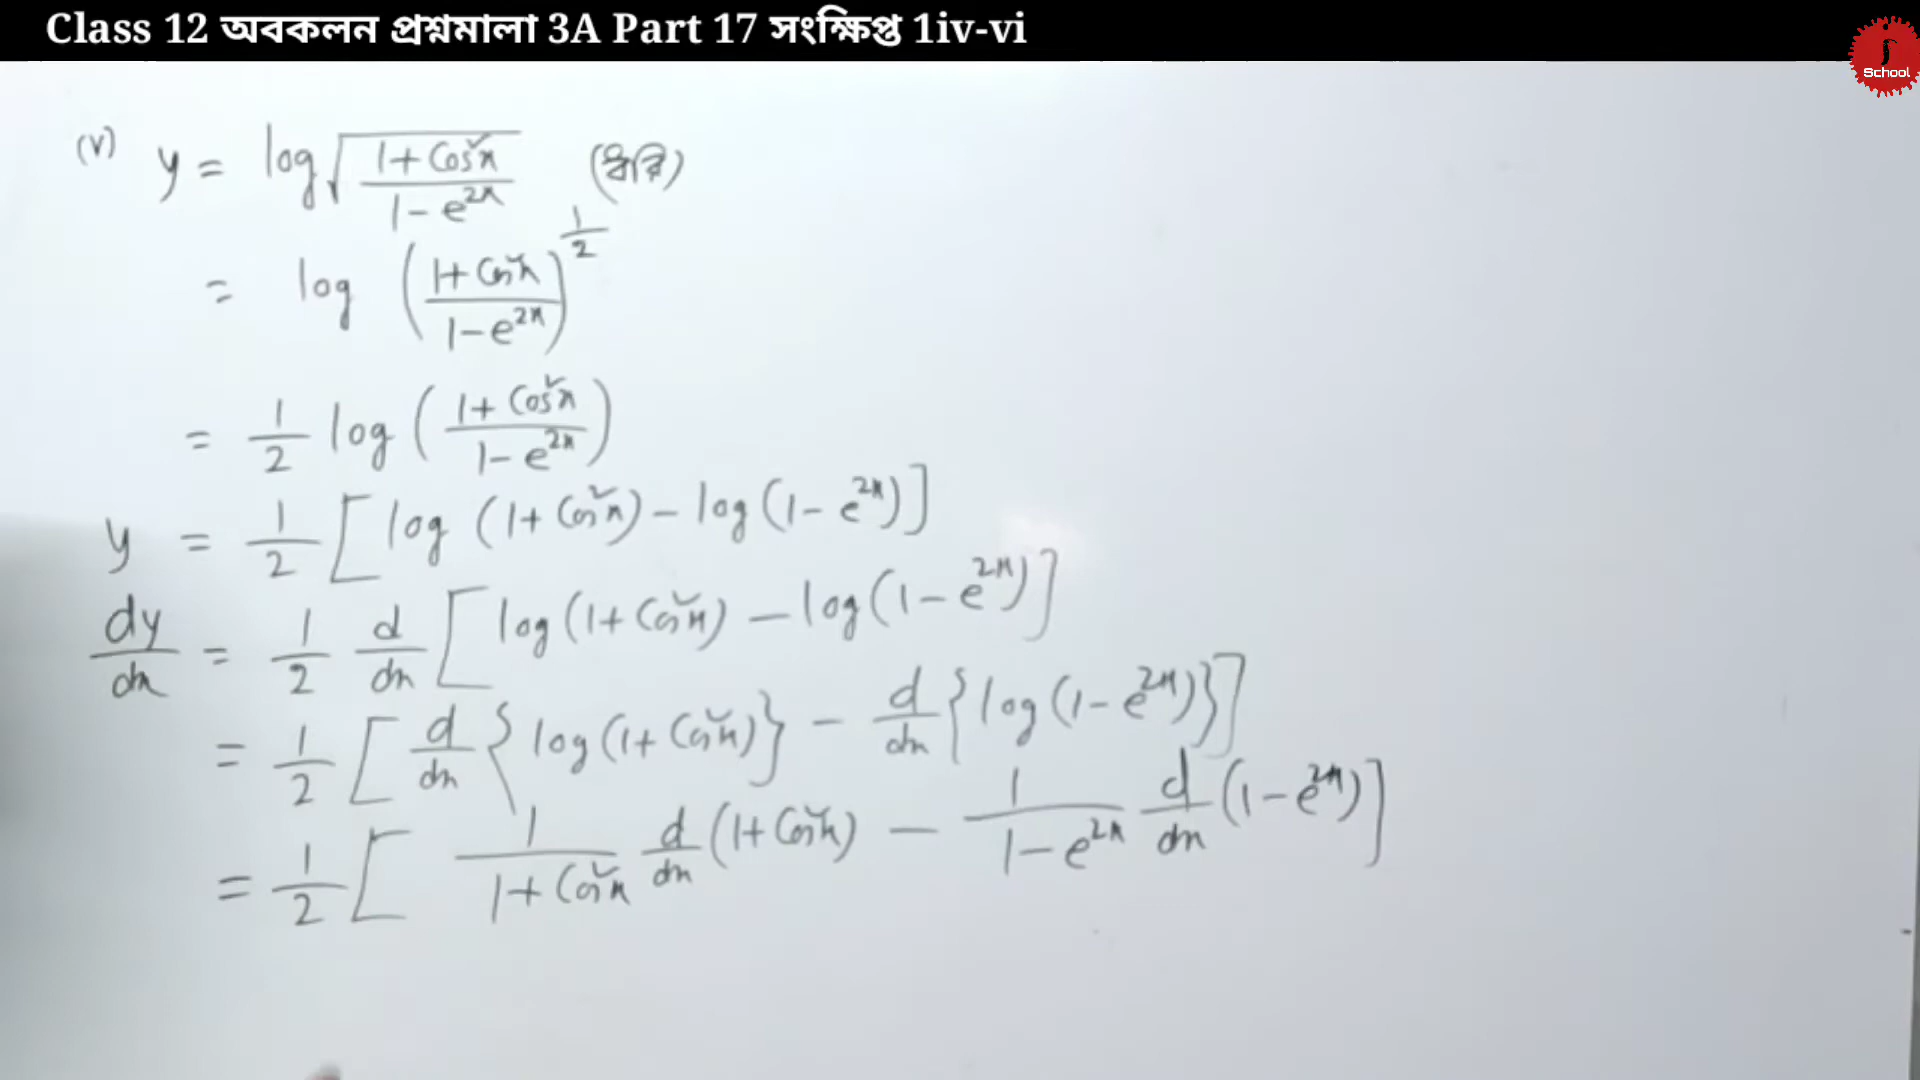 Class 12 অবকলন প্রশ্নমালা 3A Part 17 সংক্ষিপ্ত 1iv-vi
School
(v) y = log √((1 + Cos²x)/(1 - e^{2x})) (ধরি)
= log ((1 + Cos²x)/(1 - e^{2x}))^{1/2}
= 1/2 log ((1 + Cos²x)/(1 - e^{2x}))
y = 1/2 [log (1 + Cos²x) - log (1 - e^{2x})]
dy/dx = 1/2 d/dx [log (1 + Cos²x) - log (1 - e^{2x})]
= 1/2 [d/dx {log (1 + Cos²x)} - d/dx {log (1 - e^{2x})}]
= 1/2 [1/(1 + Cos²x) d/dx (1 + Cos²x) - 1/(1 - e^{2x}) d/dx (1 - e^{2x})]